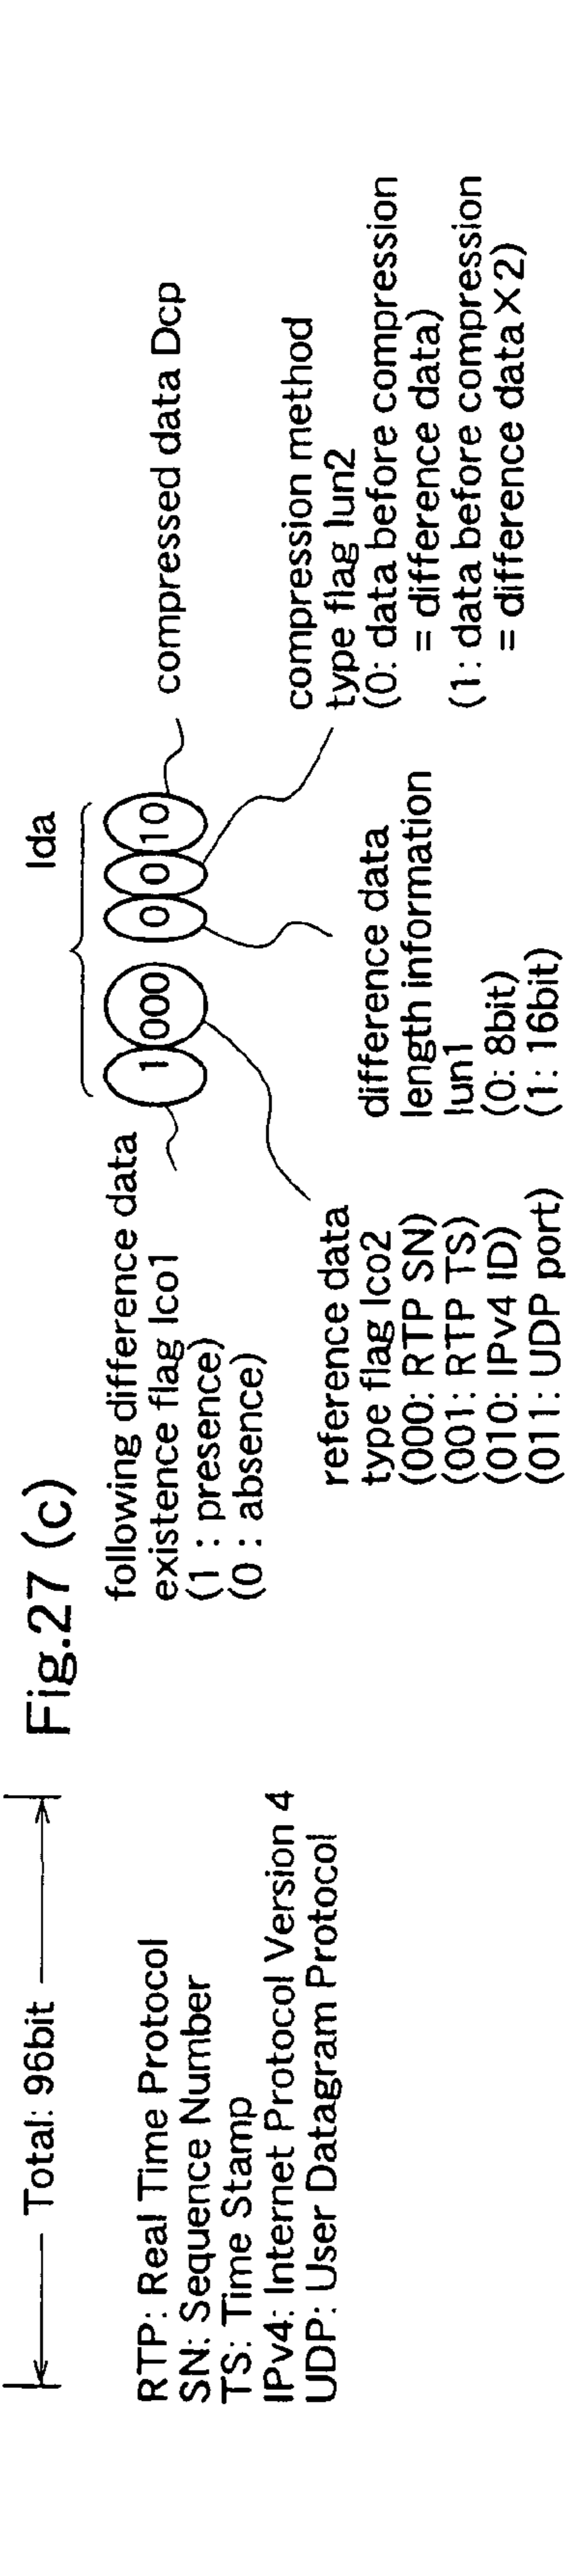 Total: 96bit
RTP: Real Time Protocol
SN: Sequence Number
TS: Time Stamp
IPv4: Internet Protocol Version 4
UDP: User Datagram Protocol
Fig.27 (c)
following difference data
existence flag Ico1
(1 : presence)
(0 : absence)
reference data
type flag Ico2
(000: RTP SN)
(001: RTP TS)
(010: IPv4 ID)
(011: UDP port)
Ida
1 000 0 0 10
compressed data Dcp
difference data
length information
Iun1
(0: 8bit)
(1: 16bit)
compression method
type flag Iun2
(0: data before compression
= difference data)
(1: data before compression
= difference data×2)